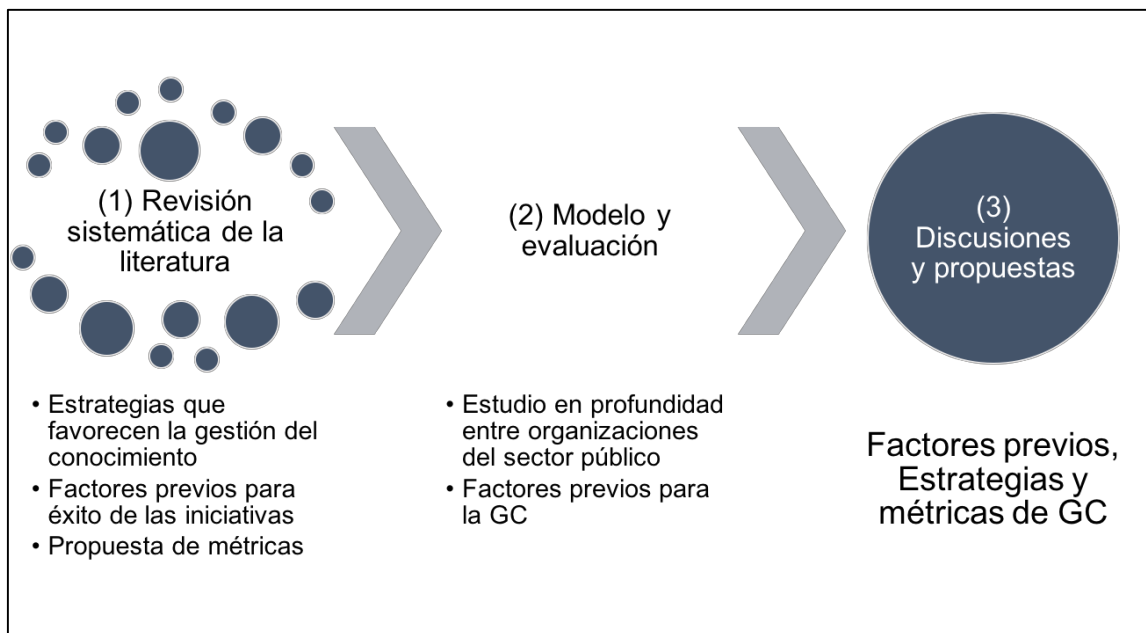 (1) Revisión
sistemática de la
literatura
• Estrategias que
favorecen la gestión del
conocimiento
• Factores previos para
éxito de las iniciativas
• Propuesta de métricas
(2) Modelo y
evaluación
• Estudio en profundidad
entre organizaciones
del sector público
• Factores previos para
la GC
(3)
Discusiones
y propuestas
Factores previos,
Estrategias y
métricas de GC